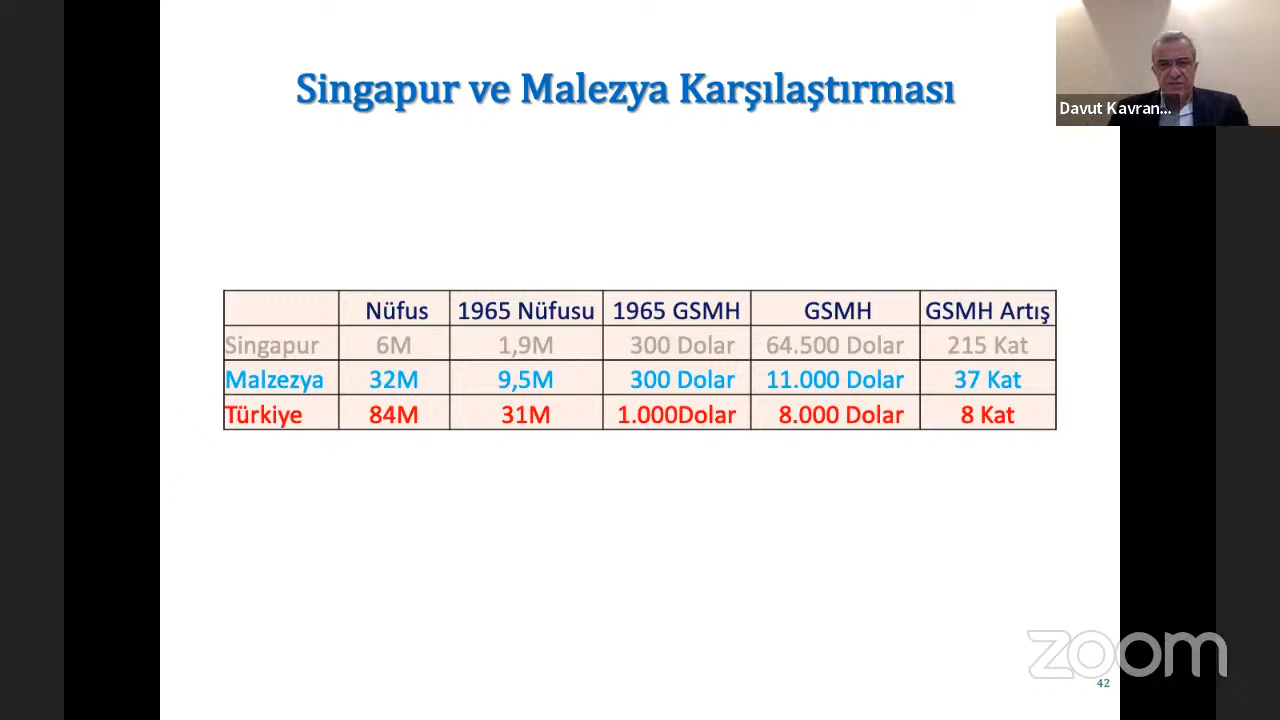 Singapur ve Malezya Karşılaştırması
Davut Kavran...
Nüfus 1965 Nüfusu 1965 GSMH GSMH GSMH Artış
Singapur 6M 1,9M 300 Dolar 64.500 Dolar 215 Kat
Malzezya 32M 9,5M 300 Dolar 11.000 Dolar 37 Kat
Türkiye 84M 31M 1.000Dolar 8.000 Dolar 8 Kat
zoom
42